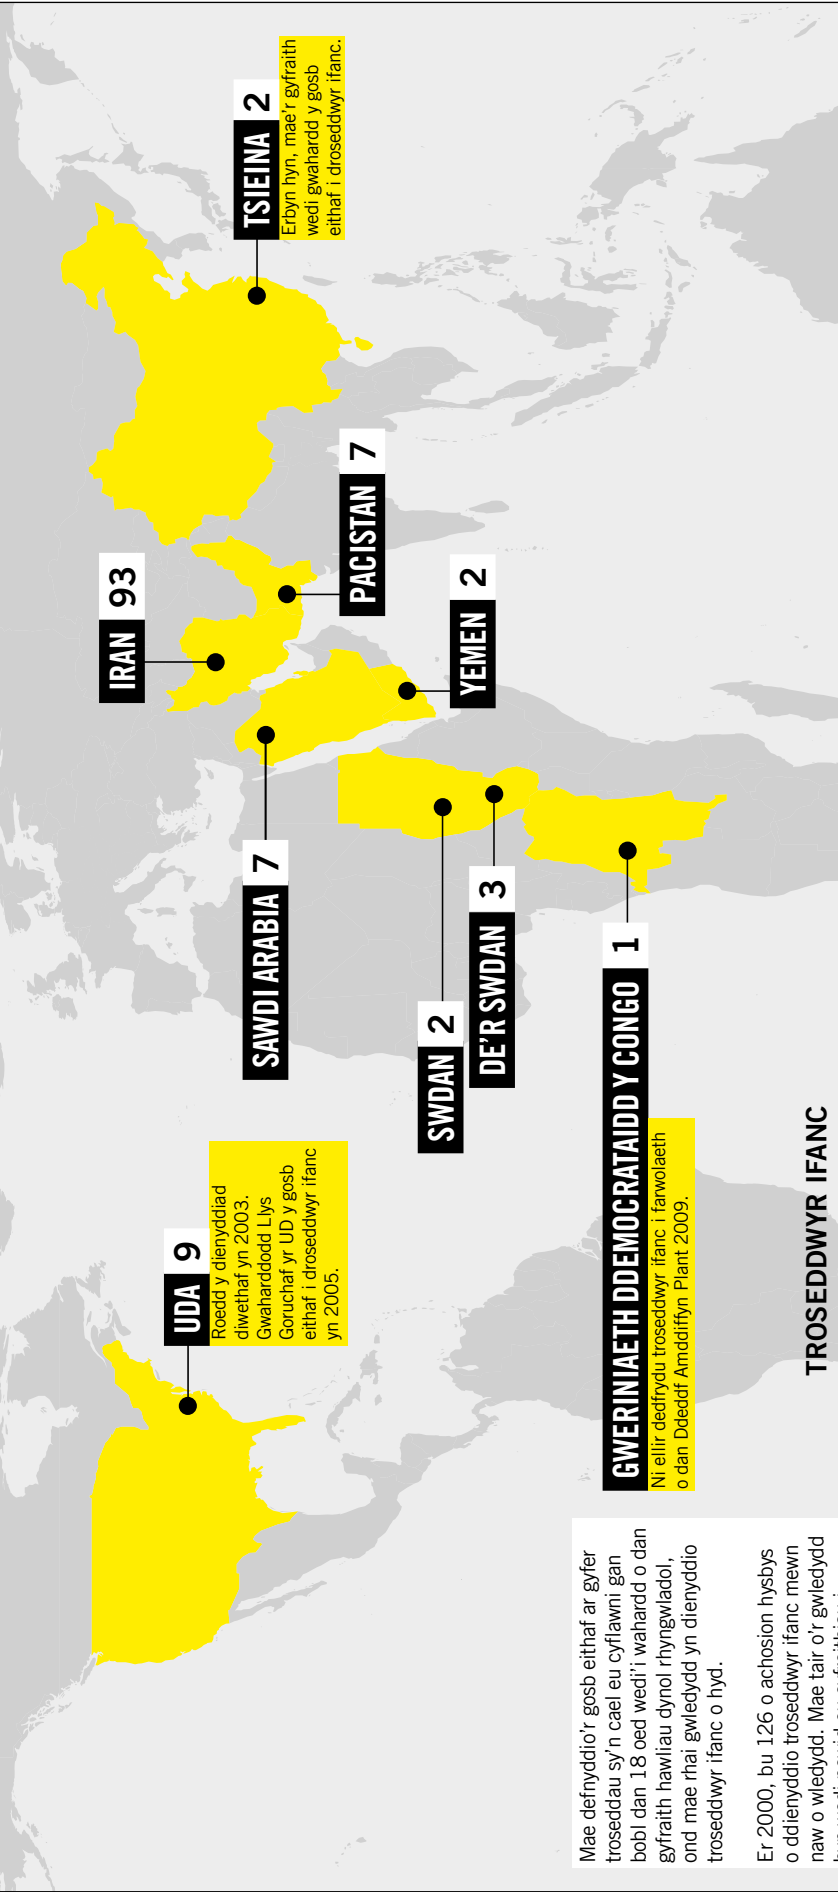 Mae defnyddio'r gosb eithaf ar gyfer
troseddau sy'n cael eu cyflawni gan
bobl dan 18 oed wedi'i wahardd o dan
gyfraith hawliau dynol rhyngwladol,
ond mae rhai gwledydd yn dienyddio
troseddwyr ifanc o hyd.
Er 2000, bu 126 o achosion hysbys
o ddienyddio troseddwyr ifanc mewn
naw o wledydd. Mae tair o'r gwledydd
UDA 9
Roedd y dienyddiad
diwethaf yn 2003.
Gwaharddodd Llys
Goruchaf yr UD y gosb
eithaf i droseddwyr ifanc
yn 2005.
GWERINIAETH DDEMOCRATAIDD Y CONGO 1
Ni ellir dedfrydu troseddwyr ifanc i farwolaeth
o dan Ddeddf Amddiffyn Plant 2009.
TROSEDDWYR IFANC
SWDAN 2
DE'R SWDAN 3
SAWDI ARABIA 7
IRAN 93
YEMEN 2
PACISTAN 7
TSIEINA 2
Erbyn hyn, mae'r gyfraith
wedi gwahardd y gosb
eithaf i droseddwyr ifanc.